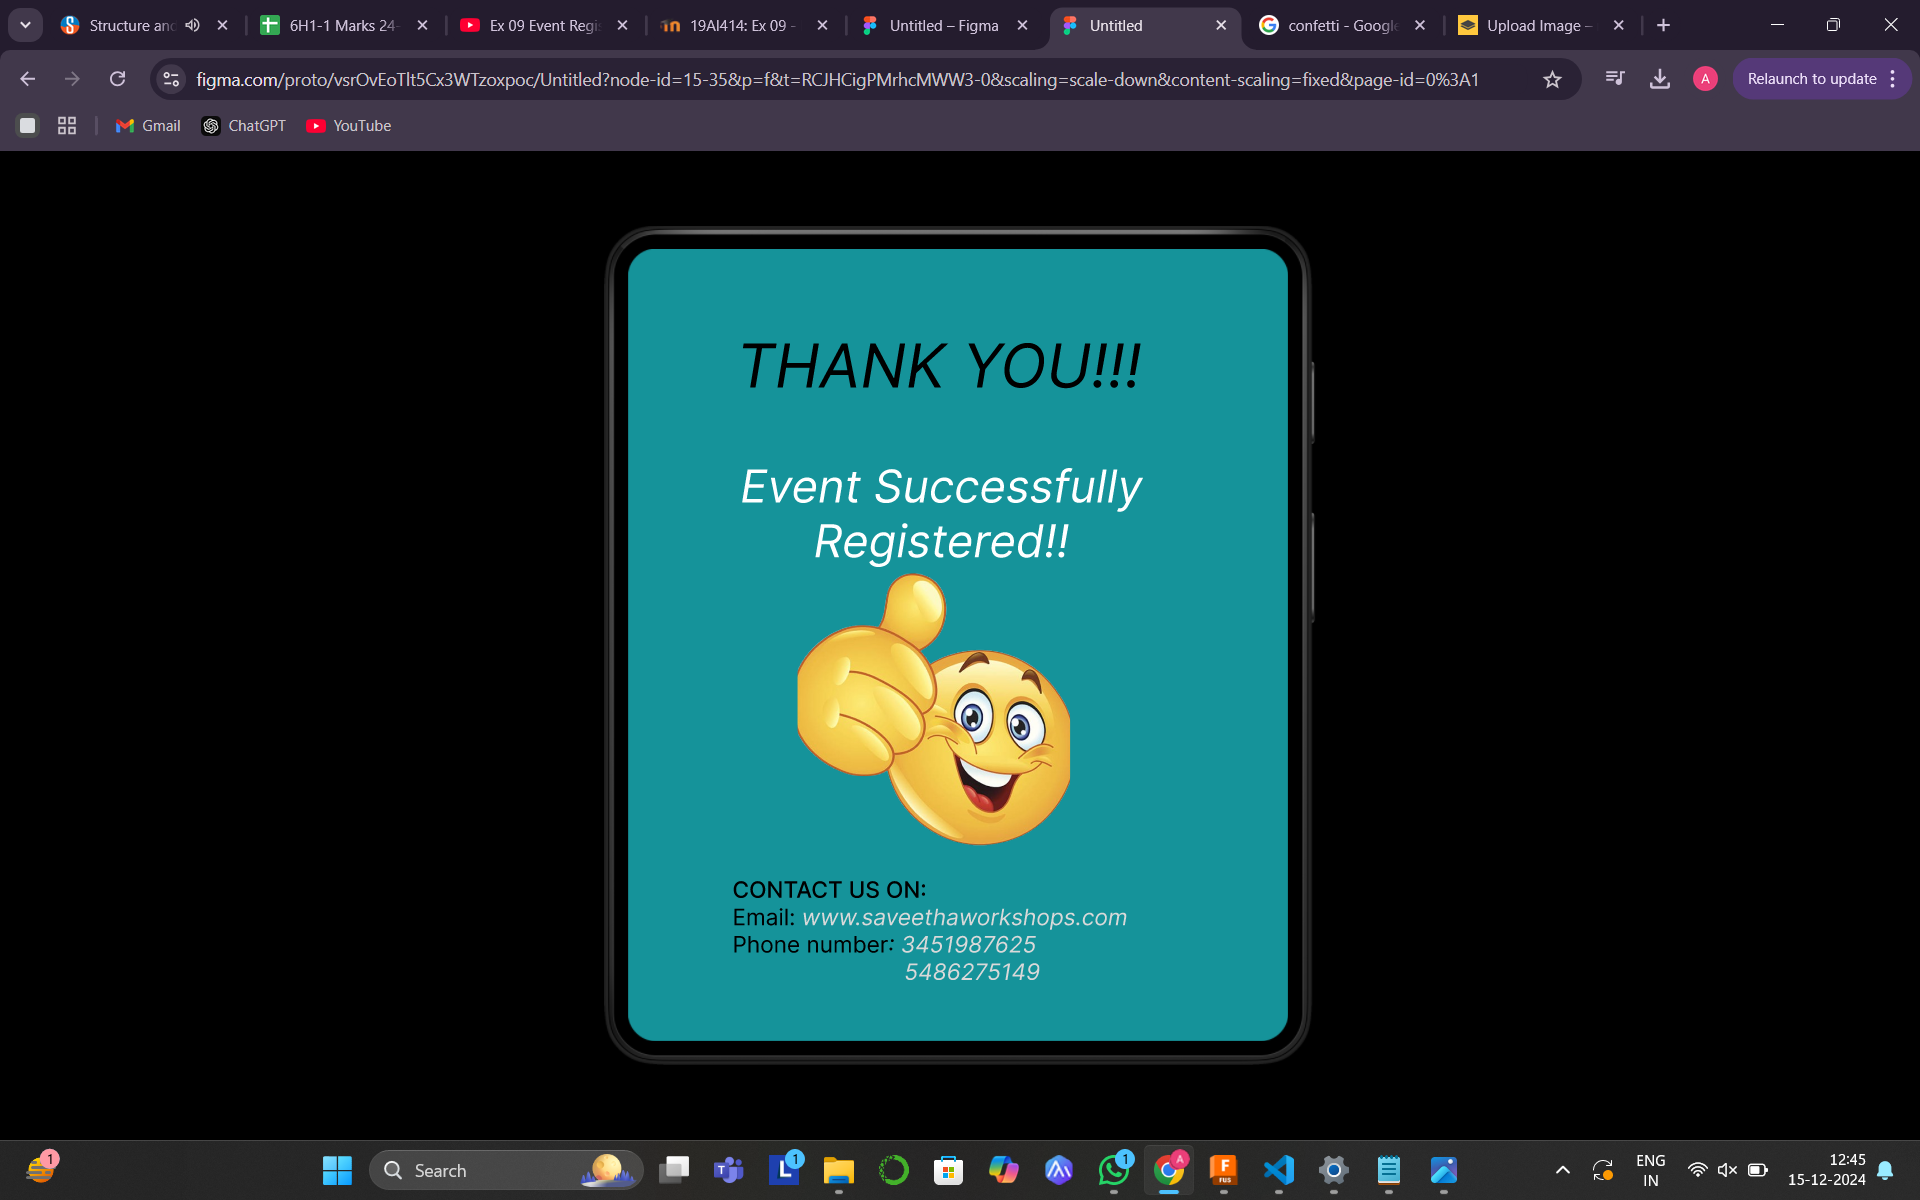 Structure and
6H1-1 Marks 24-
Ex 09 Event Regis
19AI414: Ex 09 -
Untitled – Figma
Untitled
confetti - Google
Upload Image –
figma.com/proto/vsrOvEoTlt5Cx3WTzoxpoc/Untitled?node-id=15-35&p=f&t=RCJHCigPMrhcMWW3-0&scaling=scale-down&content-scaling=fixed&page-id=0%3A1
A
Relaunch to update
Gmail
ChatGPT
YouTube
THANK YOU!!!
Event Successfully
Registered!!
CONTACT US ON:
Email: www.saveethaworkshops.com
Phone number: 3451987625
5486275149
1
Search
1
1
A
ENG
IN
12:45
15-12-2024